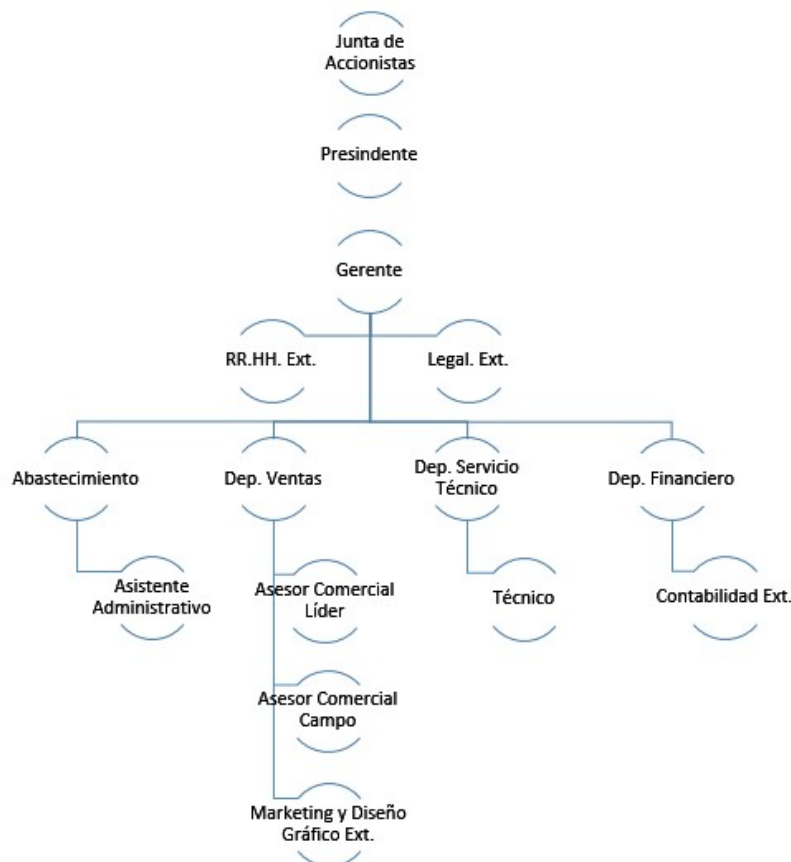 Junta de
Accionistas
Presindente
Gerente
RR.HH. Ext.
Legal. Ext.
Abastecimiento
Dep. Ventas
Dep. Servicio
Técnico
Dep. Financiero
Asistente
Administrativo
Asesor Comercial
Líder
Técnico
Contabilidad Ext.
Asesor Comercial
Campo
Marketing y Diseño
Gráfico Ext.